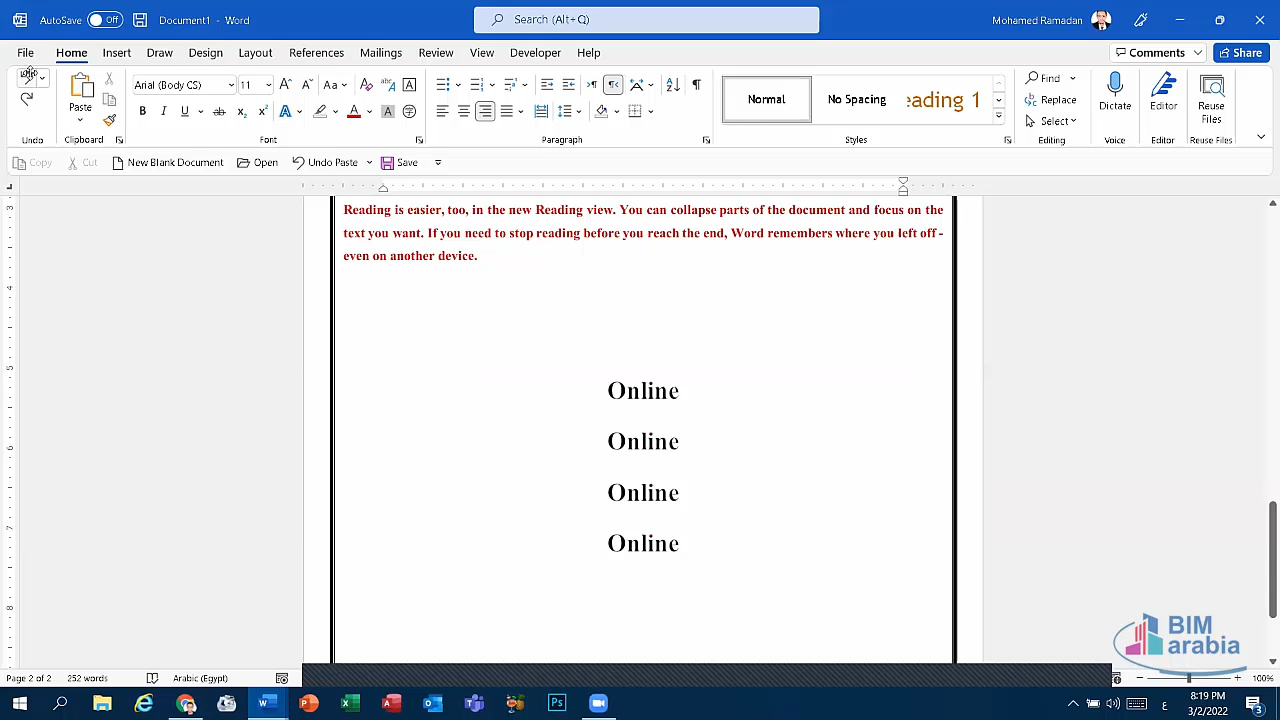 AutoSave Off Document1 - Word Search (Alt+Q) Mohamed Ramadan
File Home Insert Draw Design Layout References Mailings Review View Developer Help Comments Share
Arial (Body CS) 11 Normal No Spacing eading 1
Paste Find Replace Select Dictate Editor Reuse Files
Undo Clipboard Font Paragraph Styles Editing Voice Editor Reuse Files
Copy Cut New Blank Document Open Undo Paste Save
Reading is easier, too, in the new Reading view. You can collapse parts of the document and focus on the
text you want. If you need to stop reading before you reach the end, Word remembers where you left off -
even on another device.
Online
Online
Online
Online
BIM
arabia
Page 2 of 2 252 words Arabic (Egypt) 100%
8:19 PM
3/2/2022